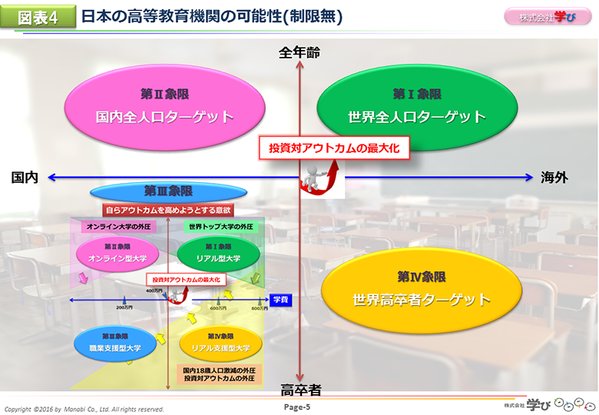 図表4
日本の高等教育機関の可能性(制限無)
株式会社 学び
全年齢
第Ⅱ象限
国内全人口ターゲット
第Ⅰ象限
世界全人口ターゲット
投資対アウトカムの最大化
国内
海外
第Ⅲ象限
自らアウトカムを高めようとする意欲
オンライン大学の外圧
世界トップ大学の外圧
第Ⅱ象限
オンライン型大学
第Ⅰ象限
リアル型大学
投資対アウトカムの最大化
400万円
学費
200万円
600万円
800万円
第Ⅲ象限
職業支援型大学
第Ⅳ象限
リアル支援型大学
国内18歳人口激減の外圧
投資対アウトカムの外圧
第Ⅳ象限
世界高卒者ターゲット
高卒者
Copyright ©2016 by Manabi Co., Ltd. All rights reserved.
Page-5
株式会社 学び